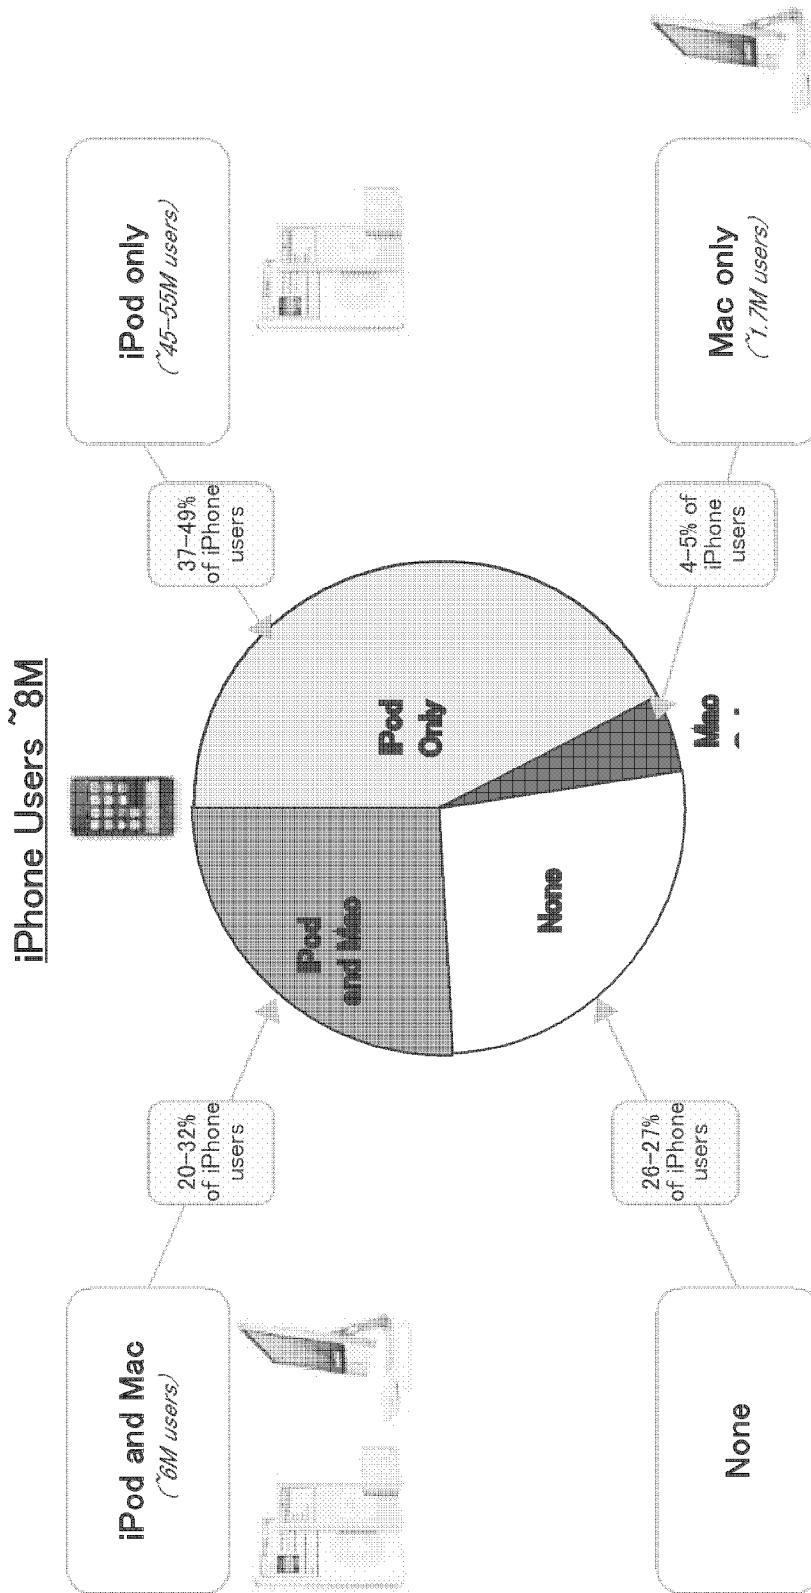 iPhone Users ~8M
iPod and Mac
(~6M users)
iPod only
(~45-55M users)
20-32%
of iPhone
users
37-49%
of iPhone
users
iPod
and Mac
iPod
Only
None
Mac
26-27%
of iPhone
users
4-5% of
iPhone
users
None
Mac only
(~1.7M users)